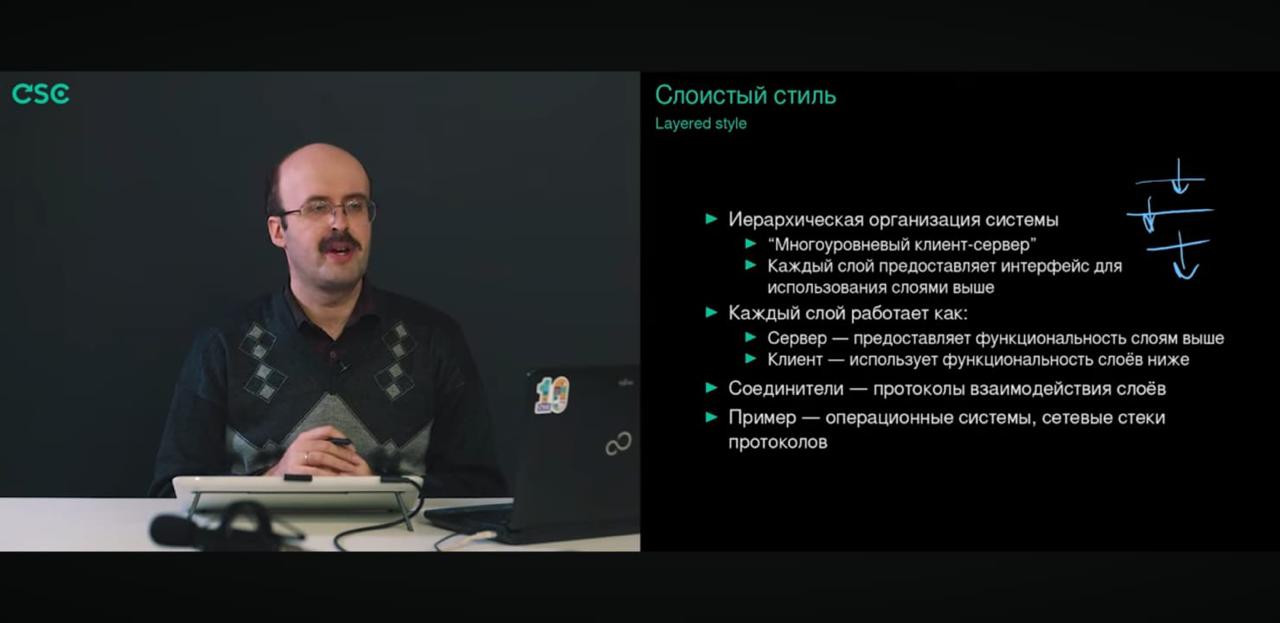 CSC
Слоистый стиль
Layered style
Иерархическая организация системы
“Многоуровневый клиент-сервер”
Каждый слой предоставляет интерфейс для
использования слоями выше
Каждый слой работает как:
Сервер — предоставляет функциональность слоям выше
Клиент — использует функциональность слоёв ниже
Соединители — протоколы взаимодействия слоёв
Пример — операционные системы, сетевые стеки
протоколов